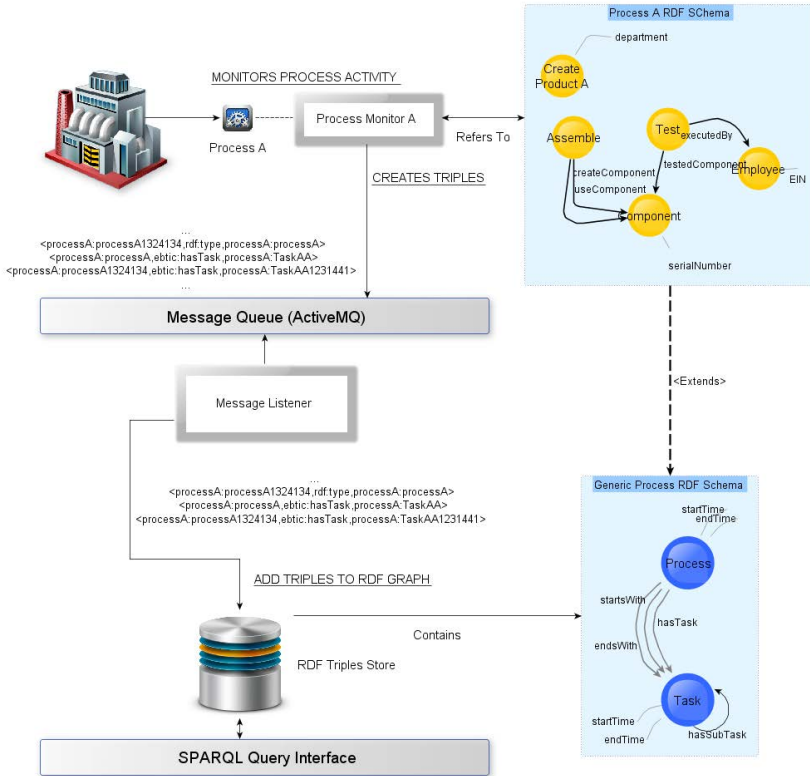 Process A RDF SChema
department
Create
Product A
MONITORS PROCESS ACTIVITY
Process Monitor A
Process A
Refers To
Assemble
Test
executedBy
createComponent
testedComponent
useComponent
Employee
EIN
Component
serialNumber
CREATES TRIPLES
...
<processA:processA1324134,rdf:type,processA:processA>
<processA:processA,ebtic:hasTask,processA:TaskAA>
<processA:processA1324134,ebtic:hasTask,processA:TaskAA1231441>
...
Message Queue (ActiveMQ)
<Extends>
Message Listener
...
<processA:processA1324134,rdf:type,processA:processA>
<processA:processA,ebtic:hasTask,processA:TaskAA>
<processA:processA1324134,ebtic:hasTask,processA:TaskAA1231441>
Generic Process RDF Schema
startTime
endTime
Process
startsWith
hasTask
endsWith
Task
startTime
endTime
hasSubTask
ADD TRIPLES TO RDF GRAPH
Contains
RDF Triples Store
SPARQL Query Interface